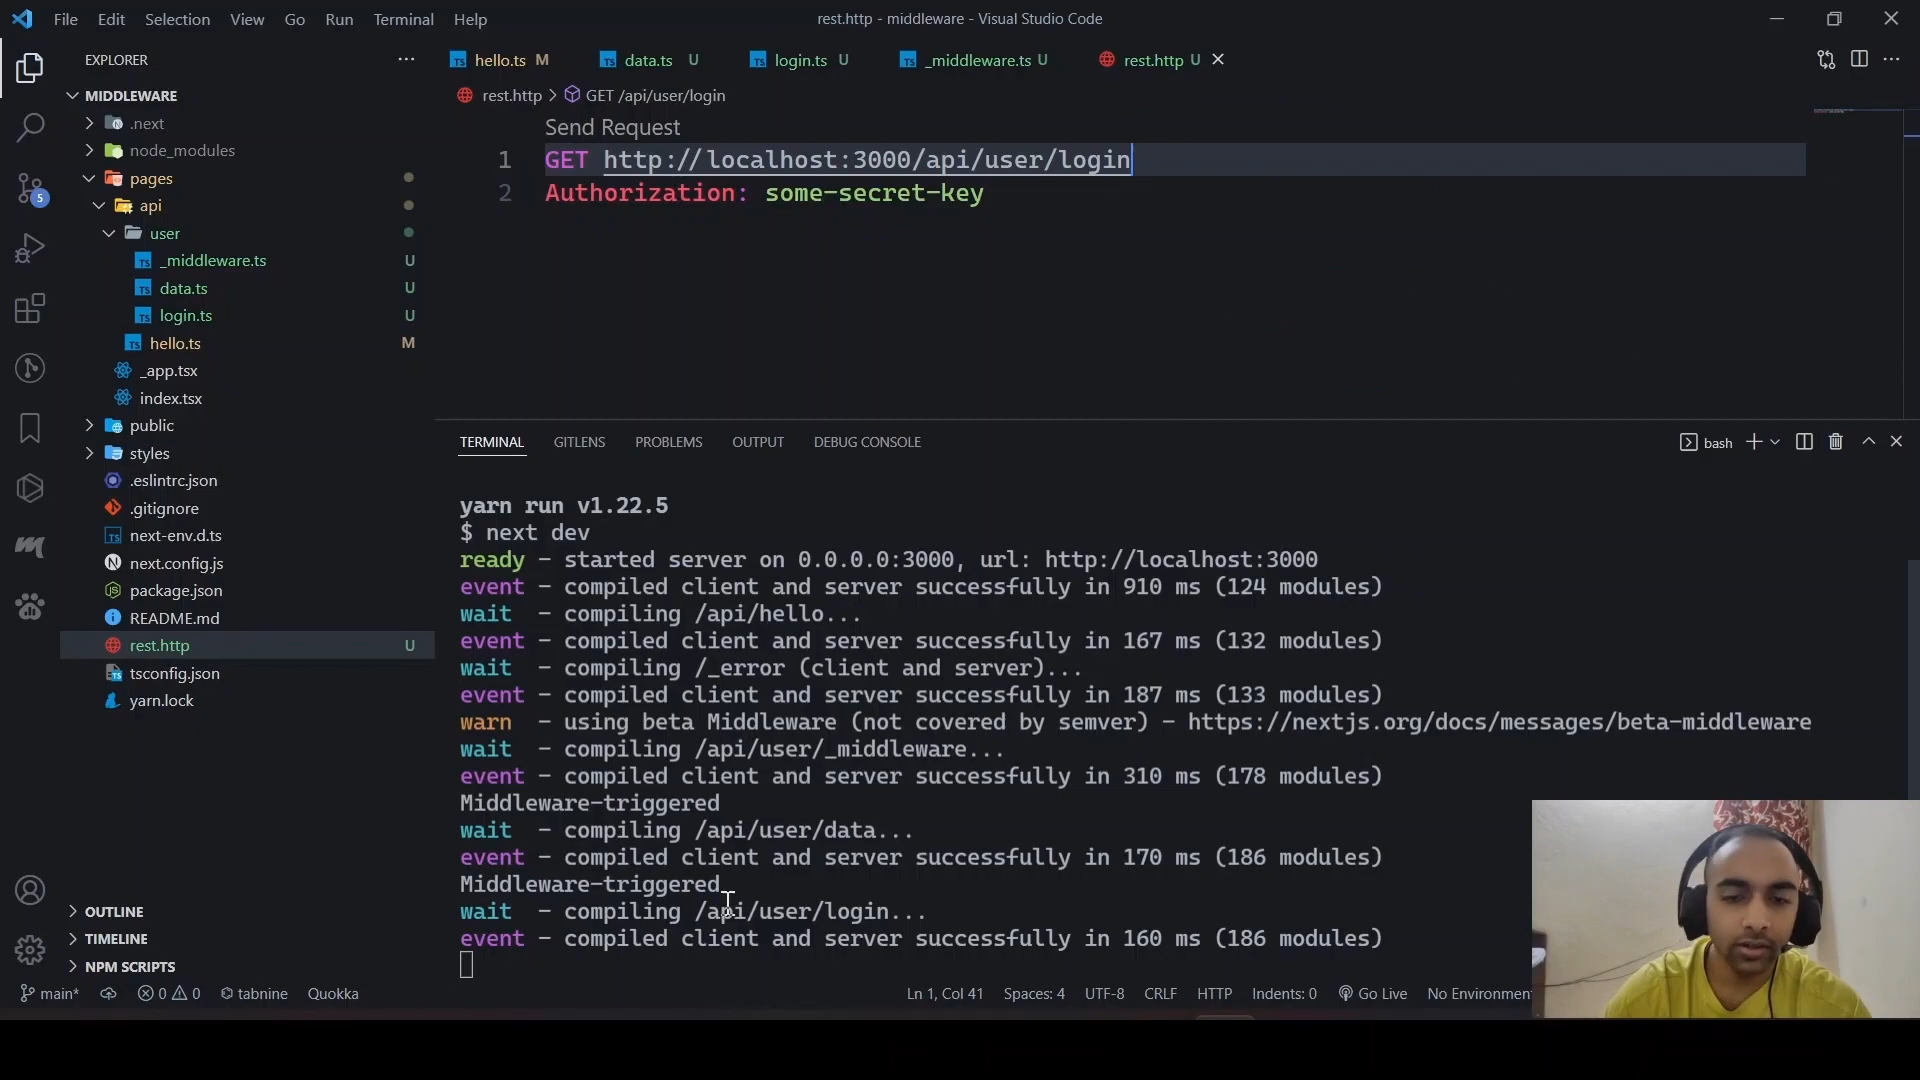 File Edit Selection View Go Run Terminal Help
rest.http - middleware - Visual Studio Code
EXPLORER
hello.ts M
data.ts U
login.ts U
_middleware.ts U
rest.http U
rest.http > GET /api/user/login
MIDDLEWARE
.next
node_modules
pages
api
user
_middleware.ts U
data.ts U
login.ts U
hello.ts M
_app.tsx
index.tsx
public
styles
.eslintrc.json
.gitignore
next-env.d.ts
next.config.js
package.json
README.md
rest.http U
tsconfig.json
yarn.lock
OUTLINE
TIMELINE
NPM SCRIPTS
5
Send Request
1 GET http://localhost:3000/api/user/login
2 Authorization: some-secret-key
TERMINAL GITLENS PROBLEMS OUTPUT DEBUG CONSOLE
bash
yarn run v1.22.5
$ next dev
ready - started server on 0.0.0.0:3000, url: http://localhost:3000
event - compiled client and server successfully in 910 ms (124 modules)
wait - compiling /api/hello...
event - compiled client and server successfully in 167 ms (132 modules)
wait - compiling /_error (client and server)...
event - compiled client and server successfully in 187 ms (133 modules)
warn - using beta Middleware (not covered by semver) - https://nextjs.org/docs/messages/beta-middleware
wait - compiling /api/user/_middleware...
event - compiled client and server successfully in 310 ms (178 modules)
Middleware-triggered
wait - compiling /api/user/data...
event - compiled client and server successfully in 170 ms (186 modules)
Middleware-triggered
wait - compiling /api/user/login...
event - compiled client and server successfully in 160 ms (186 modules)
main* 0 0 tabnine Quokka
Ln 1, Col 41 Spaces: 4 UTF-8 CRLF HTTP Indents: 0 Go Live No Environment